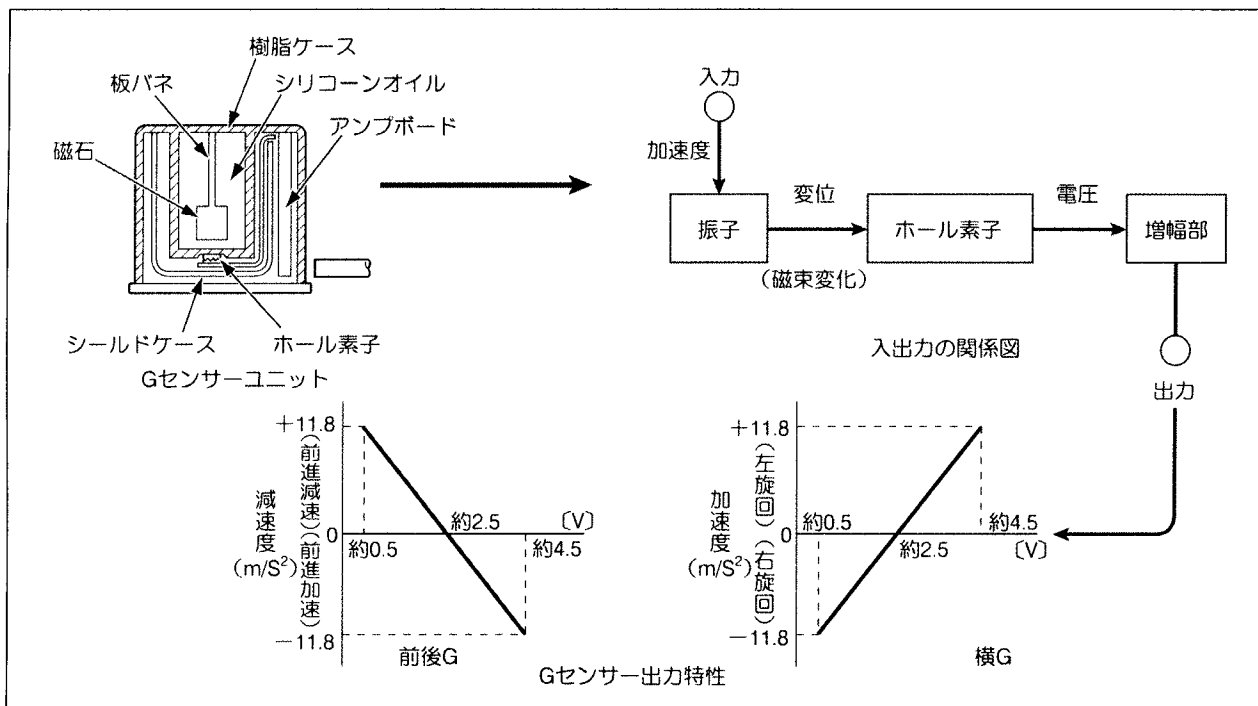 樹脂ケース
板バネ
シリコーンオイル
アンプボード
磁石
シールドケース
ホール素子
Gセンサーユニット
入力
加速度
振子
変位
(磁束変化)
ホール素子
電圧
増幅部
入出力の関係図
出力
+11.8
(前進減速)
減速度
(m/S²)
0
約0.5
約2.5
約4.5
〔V〕
(前進加速)
-11.8
前後G
+11.8
(左旋回)
加速度
(m/S²)
0
約0.5
約2.5
約4.5
〔V〕
(右旋回)
-11.8
横G
Gセンサー出力特性